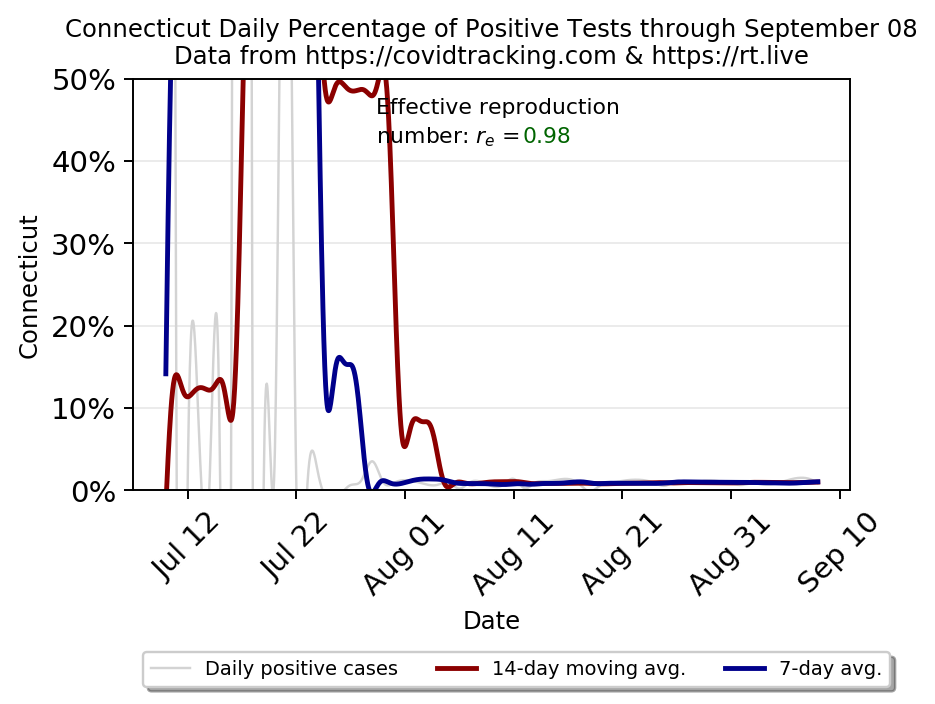 Connecticut Daily Percentage of Positive Tests through September 08
Data from https://covidtracking.com & https://rt.live
50%
40%
30%
20%
10%
0%
Connecticut
Effective reproduction
number: rₑ =0.98
Jul 12
Jul 22
Aug 01
Aug 11
Aug 21
Aug 31
Sep 10
Date
Daily positive cases
14-day moving avg.
7-day avg.